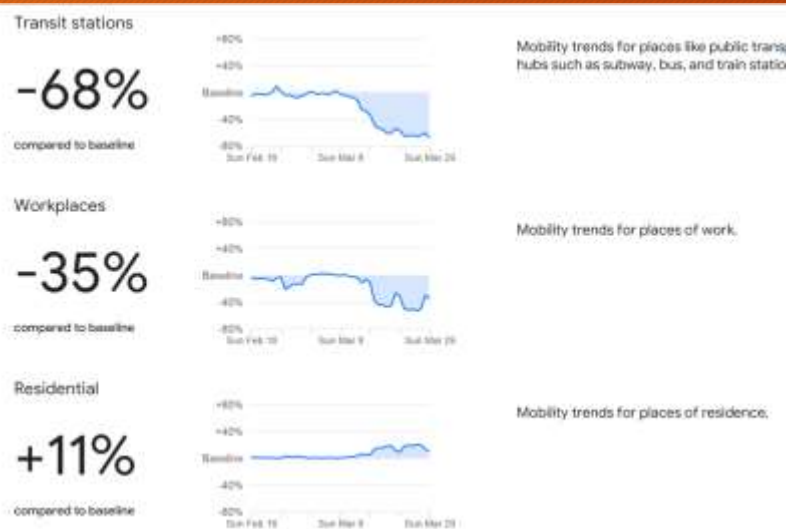 Transit stations
-68%
compared to baseline
+80%
+40%
Baseline
-40%
-80%
Sun Feb 16
Sun Mar 8
Sun Mar 29
Mobility trends for places like public transp
hubs such as subway, bus, and train statio
Workplaces
-35%
compared to baseline
+80%
+40%
Baseline
-40%
-80%
Sun Feb 16
Sun Mar 8
Sun Mar 29
Mobility trends for places of work.
Residential
+11%
compared to baseline
+80%
+40%
Baseline
-40%
-80%
Sun Feb 16
Sun Mar 8
Sun Mar 29
Mobility trends for places of residence.